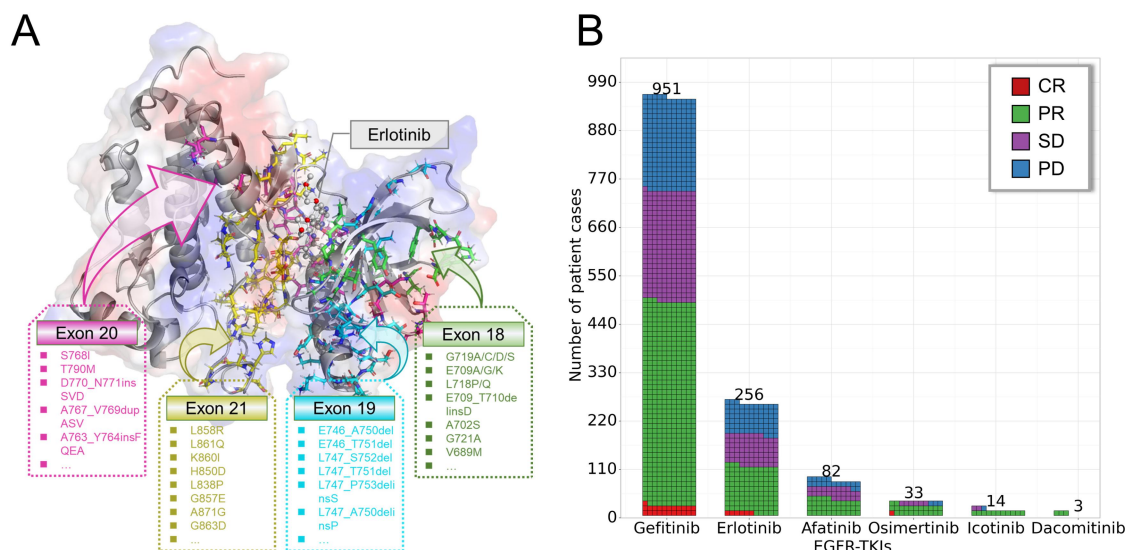 A
Erlotinib
Exon 20
S768I
T790M
D770_N771ins
SVD
A767_V769dup
ASV
A763_Y764insF
QEA
...
Exon 21
L858R
L861Q
K860I
H850D
L838P
G857E
A871G
G863D
...
Exon 19
E746_A750del
E746_T751del
L747_S752del
L747_T751del
L747_P753deli
nsS
L747_A750deli
nsP
...
Exon 18
G719A/C/D/S
E709A/G/K
L718P/Q
E709_T710de
linsD
A702S
G721A
V689M
...
B
Number of patient cases
990
880
770
660
550
440
330
220
110
0
951
256
82
33
14
3
CR
PR
SD
PD
Gefitinib
Erlotinib
Afatinib
Osimertinib
Icotinib
Dacomitinib
EGFR-TKIs